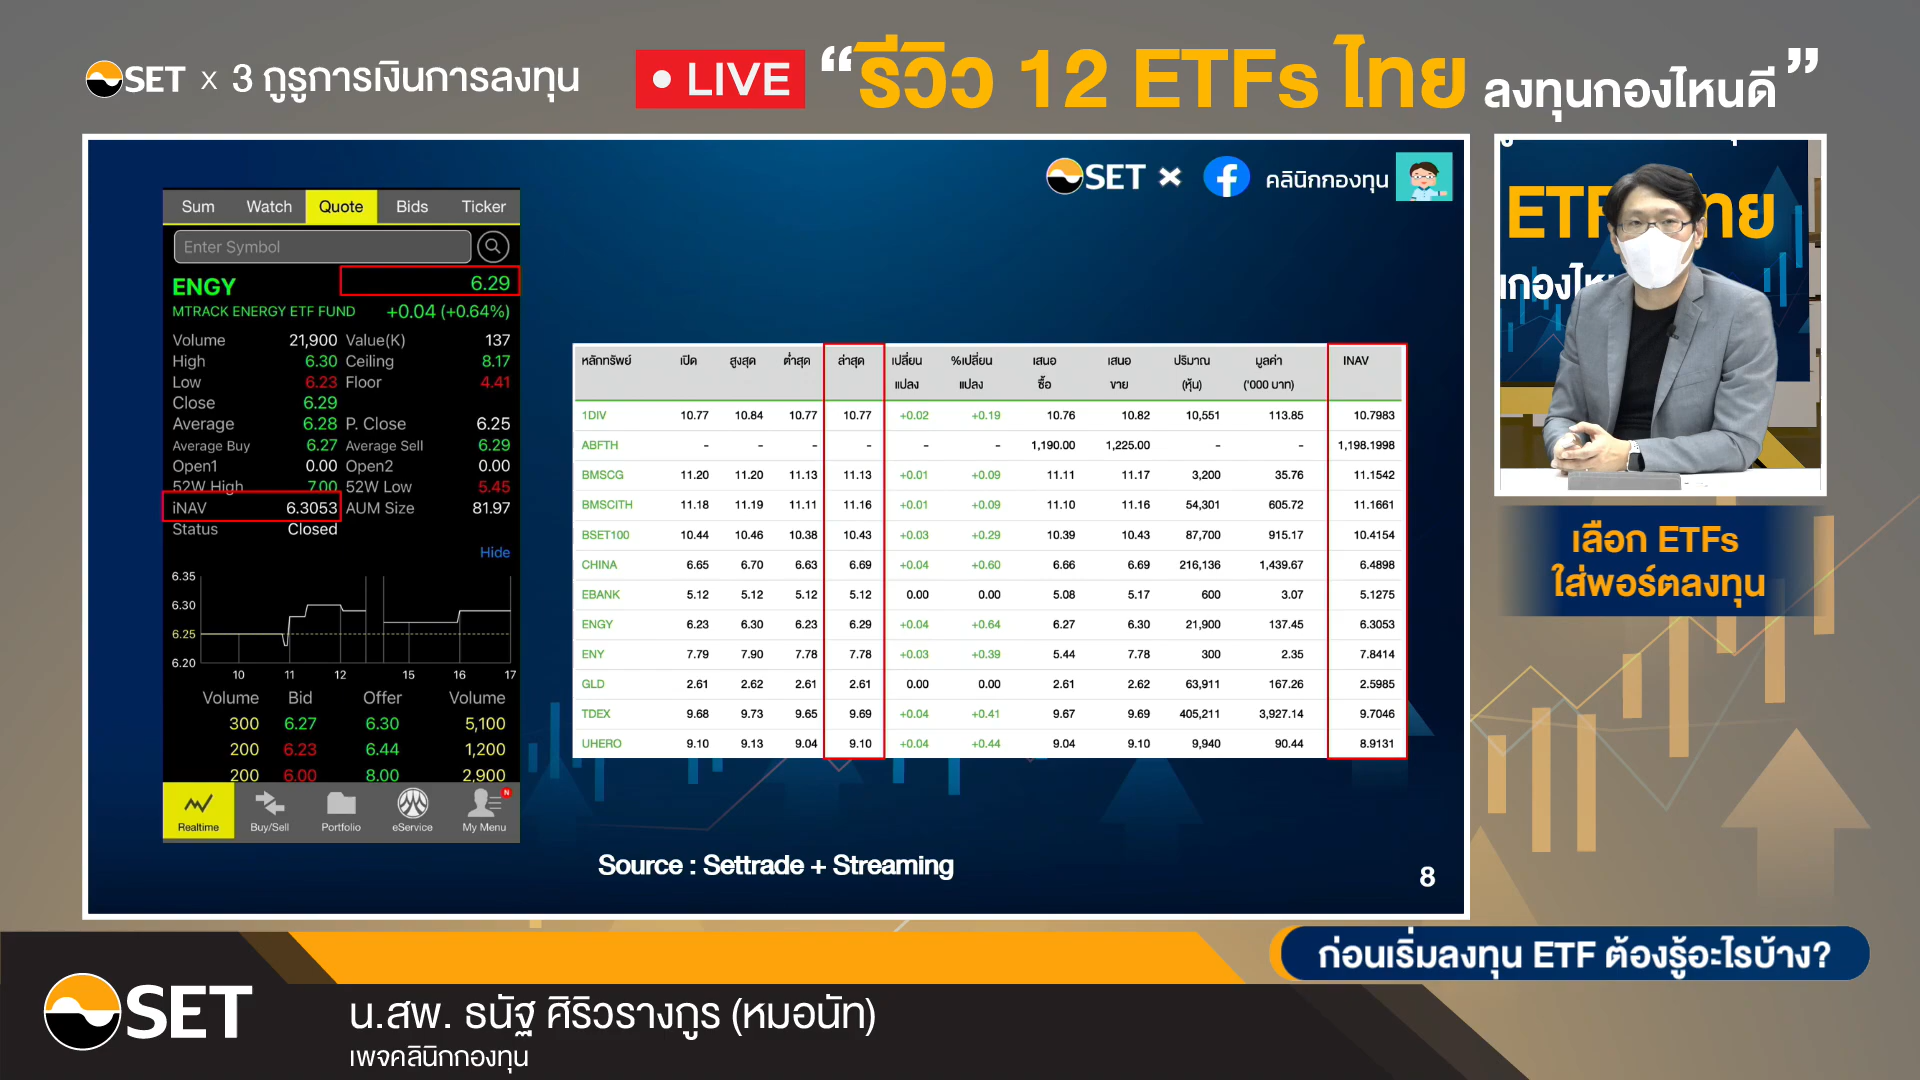 SET x 3 กูรูการเงินการลงทุน
LIVE
“รีวิว 12 ETFs ไทย ลงทุนกองไหนดี”
SET × f คลินิกกองทุน
Sum Watch Quote Bids Ticker
Enter Symbol
ENGY 6.29
MTRACK ENERGY ETF FUND +0.04 (+0.64%)
Volume 21,900 Value(K) 137
High 6.30 Ceiling 8.17
Low 6.23 Floor 4.41
Close 6.29
Average 6.28 P. Close 6.25
Average Buy 6.27 Average Sell 6.29
Open1 0.00 Open2 0.00
52W High 7.00 52W Low 5.45
iNAV 6.3053 AUM Size 81.97
Status Closed
Hide
6.35
6.30
6.25
6.20
10 11 12 15 16 17
Volume Bid Offer Volume
300 6.27 6.30 5,100
200 6.23 6.44 1,200
200 6.00 8.00 2,900
Realtime Buy/Sell Portfolio eService My Menu
N
หลักทรัพย์ เปิด สูงสุด ต่ำสุด ล่าสุด เปลี่ยน %เปลี่ยน เสนอ เสนอ ปริมาณ มูลค่า INAV
แปลง แปลง ซื้อ ขาย (หุ้น) ('000 บาท)
1DIV 10.77 10.84 10.77 10.77 +0.02 +0.19 10.76 10.82 10,551 113.85 10.7983
ABFTH - - - - - - 1,190.00 1,225.00 - - 1,198.1998
BMSCG 11.20 11.20 11.13 11.13 +0.01 +0.09 11.11 11.17 3,200 35.76 11.1542
BMSCITH 11.18 11.19 11.11 11.16 +0.01 +0.09 11.10 11.16 54,301 605.72 11.1661
BSET100 10.44 10.46 10.38 10.43 +0.03 +0.29 10.39 10.43 87,700 915.17 10.4154
CHINA 6.65 6.70 6.63 6.69 +0.04 +0.60 6.66 6.69 216,136 1,439.67 6.4898
EBANK 5.12 5.12 5.12 5.12 0.00 0.00 5.08 5.17 600 3.07 5.1275
ENGY 6.23 6.30 6.23 6.29 +0.04 +0.64 6.27 6.30 21,900 137.45 6.3053
ENY 7.79 7.90 7.78 7.78 +0.03 +0.39 5.44 7.78 300 2.35 7.8414
GLD 2.61 2.62 2.61 2.61 0.00 0.00 2.61 2.62 63,911 167.26 2.5985
TDEX 9.68 9.73 9.65 9.69 +0.04 +0.41 9.67 9.69 405,211 3,927.14 9.7046
UHERO 9.10 9.13 9.04 9.10 +0.04 +0.44 9.04 9.10 9,940 90.44 8.9131
Source : Settrade + Streaming
8
เลือก ETFs
ใส่พอร์ตลงทุน
ก่อนเริ่มลงทุน ETF ต้องรู้อะไรบ้าง?
SET
น.สพ. ธนัฐ ศิริวรางกูร (หมอนัท)
เพจคลินิกกองทุน